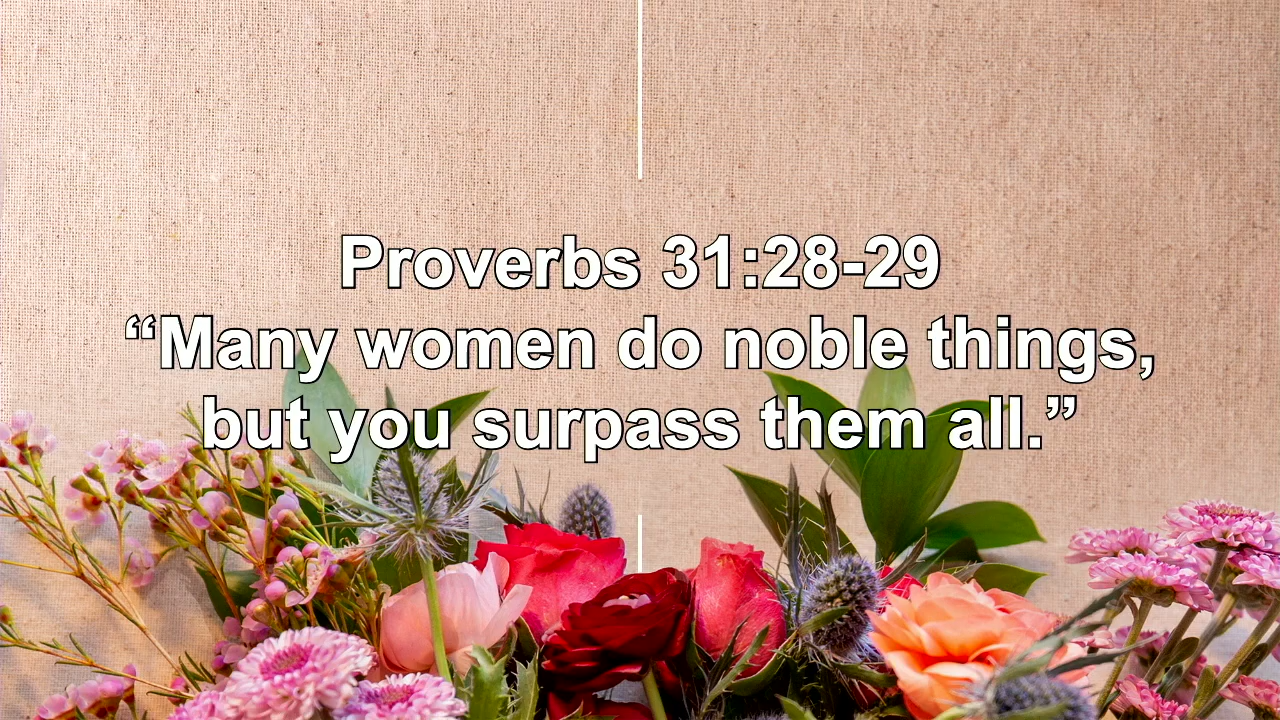 Proverbs 31:28-29
“Many women do noble things,
but you surpass them all.”